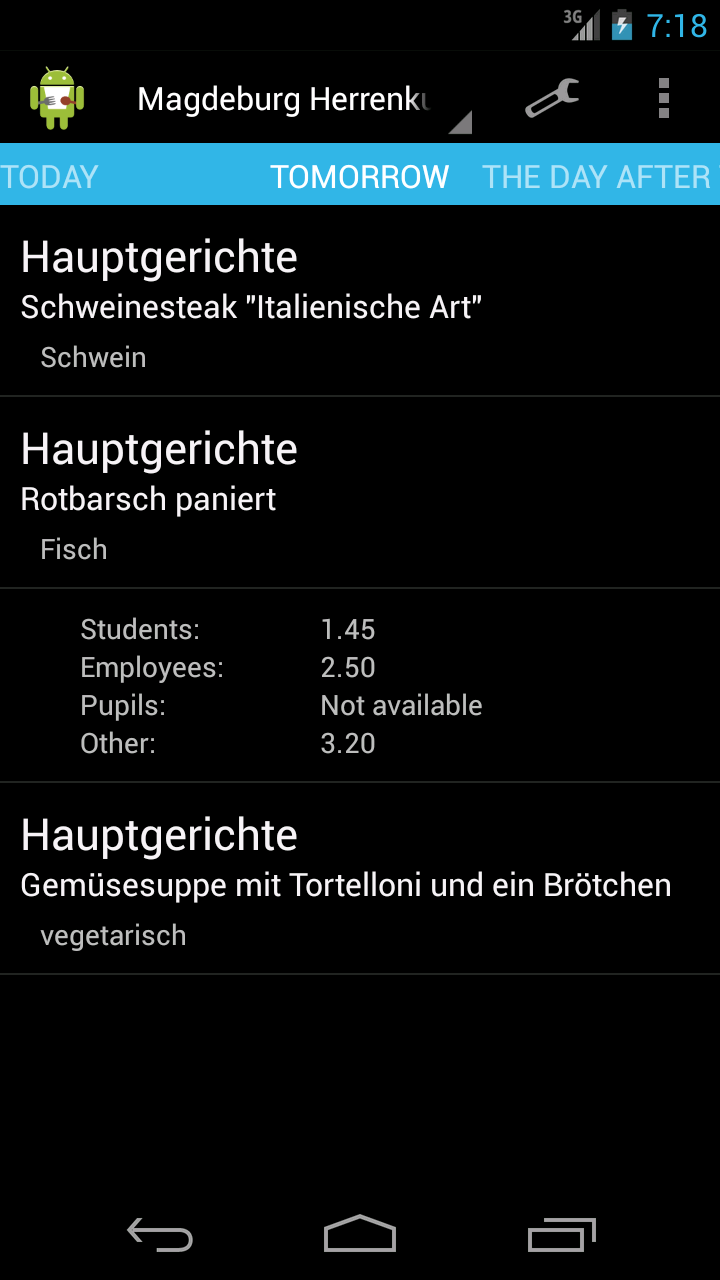 3G 7:18
Magdeburg Herrenk
TODAY TOMORROW THE DAY AFTER
Hauptgerichte
Schweinesteak "Italienische Art"
Schwein
Hauptgerichte
Rotbarsch paniert
Fisch
Students: 1.45
Employees: 2.50
Pupils: Not available
Other: 3.20
Hauptgerichte
Gemüsesuppe mit Tortelloni und ein Brötchen
vegetarisch